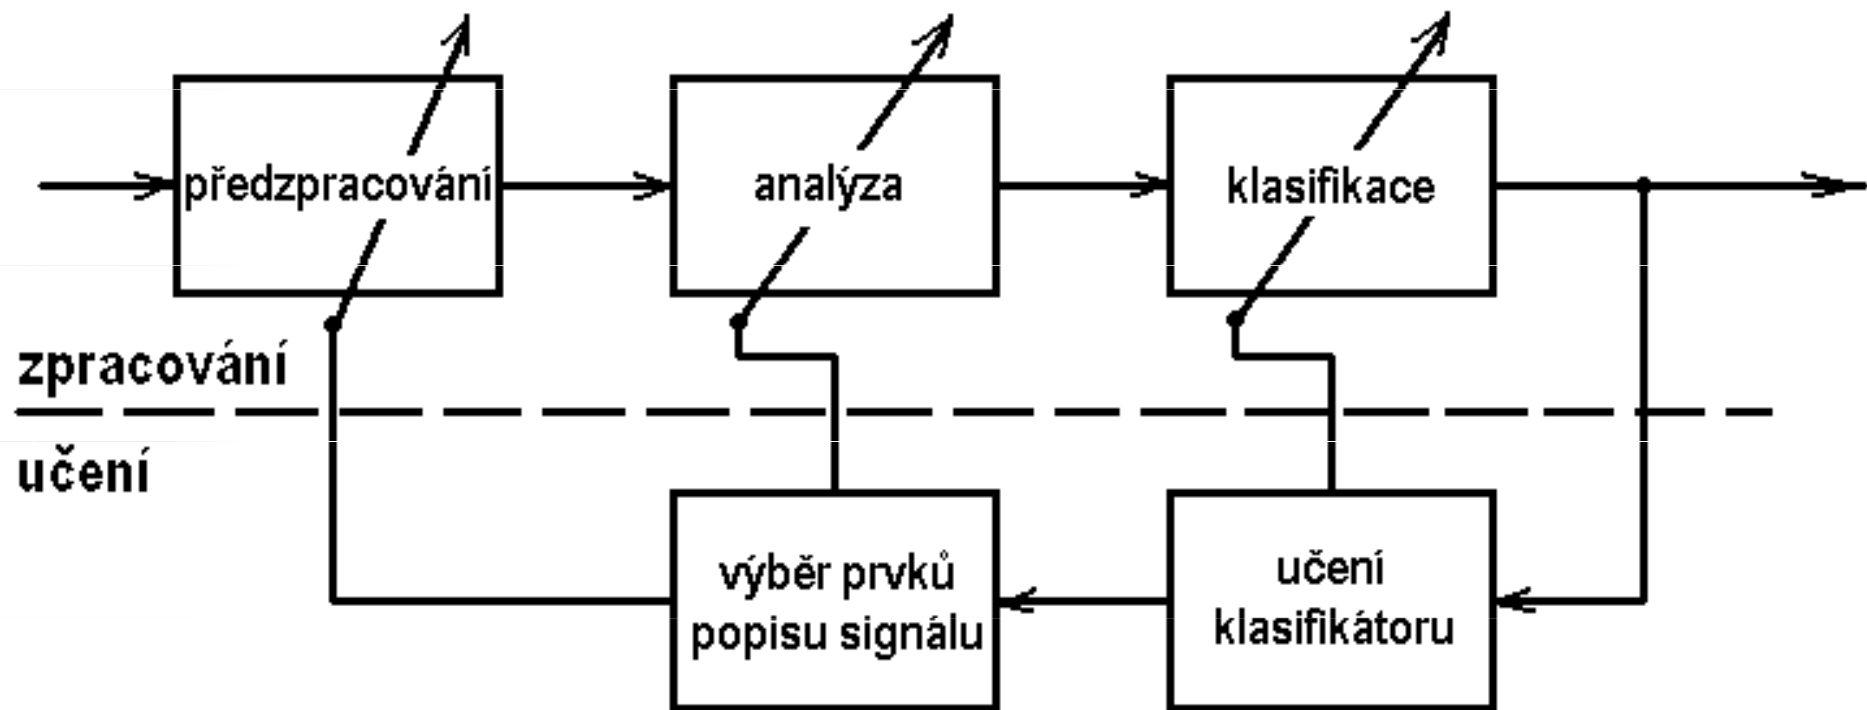 předzpracování
analýza
klasifikace
zpracování
učení
výběr prvků
popisu signálu
učení
klasifikátoru